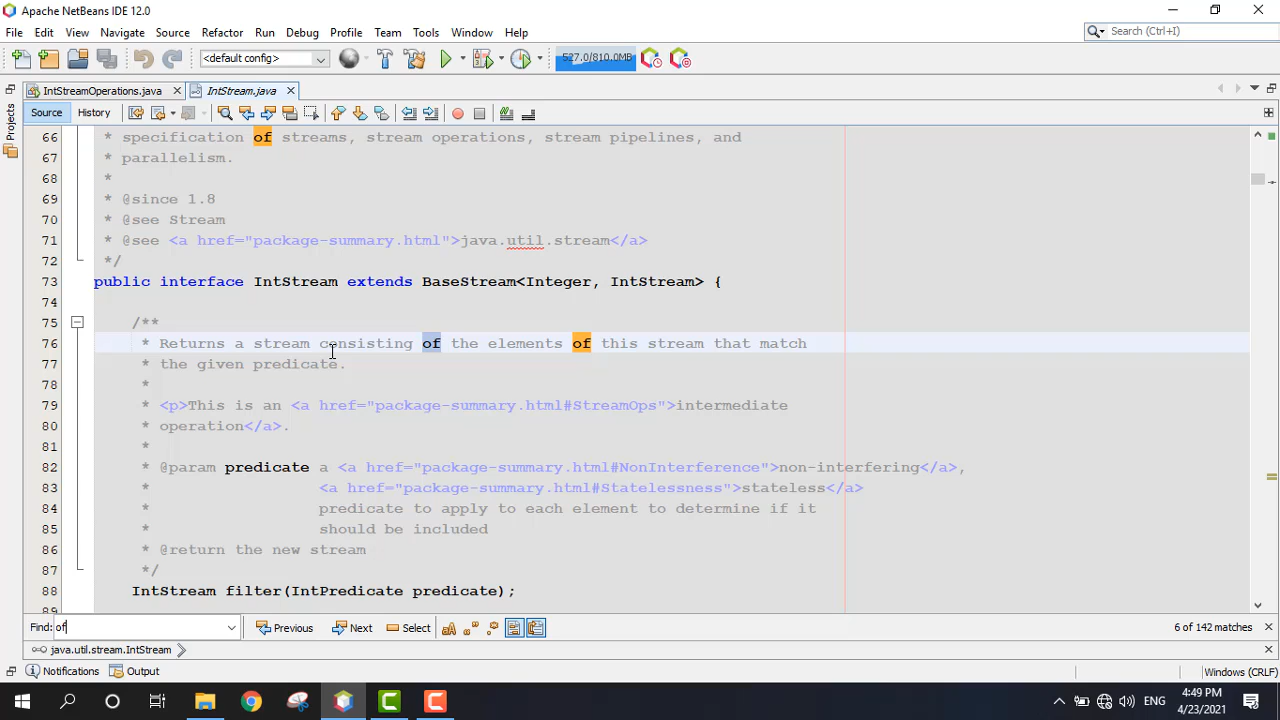 Apache NetBeans IDE 12.0
File Edit View Navigate Source Refactor Run Debug Profile Team Tools Window Help
Search (Ctrl+I)
<default config>
527.0/810.0MB
IntStreamOperations.java IntStream.java
Projects
Source History
66 * specification of streams, stream operations, stream pipelines, and
67 * parallelism.
68 *
69 * @since 1.8
70 * @see Stream
71 * @see <a href="package-summary.html">java.util.stream</a>
72 */
73 public interface IntStream extends BaseStream<Integer, IntStream> {
74
75 /**
76 * Returns a stream consisting of the elements of this stream that match
77 * the given predicate.
78 *
79 * <p>This is an <a href="package-summary.html#StreamOps">intermediate
80 * operation</a>.
81 *
82 * @param predicate a <a href="package-summary.html#NonInterference">non-interfering</a>,
83 * <a href="package-summary.html#Statelessness">stateless</a>
84 * predicate to apply to each element to determine if it
85 * should be included
86 * @return the new stream
87 */
88 IntStream filter(IntPredicate predicate);
89
Find: of Previous Next Select 6 of 142 matches
java.util.stream.IntStream
Notifications Output Windows (CRLF)
ENG
4:49 PM
4/23/2021